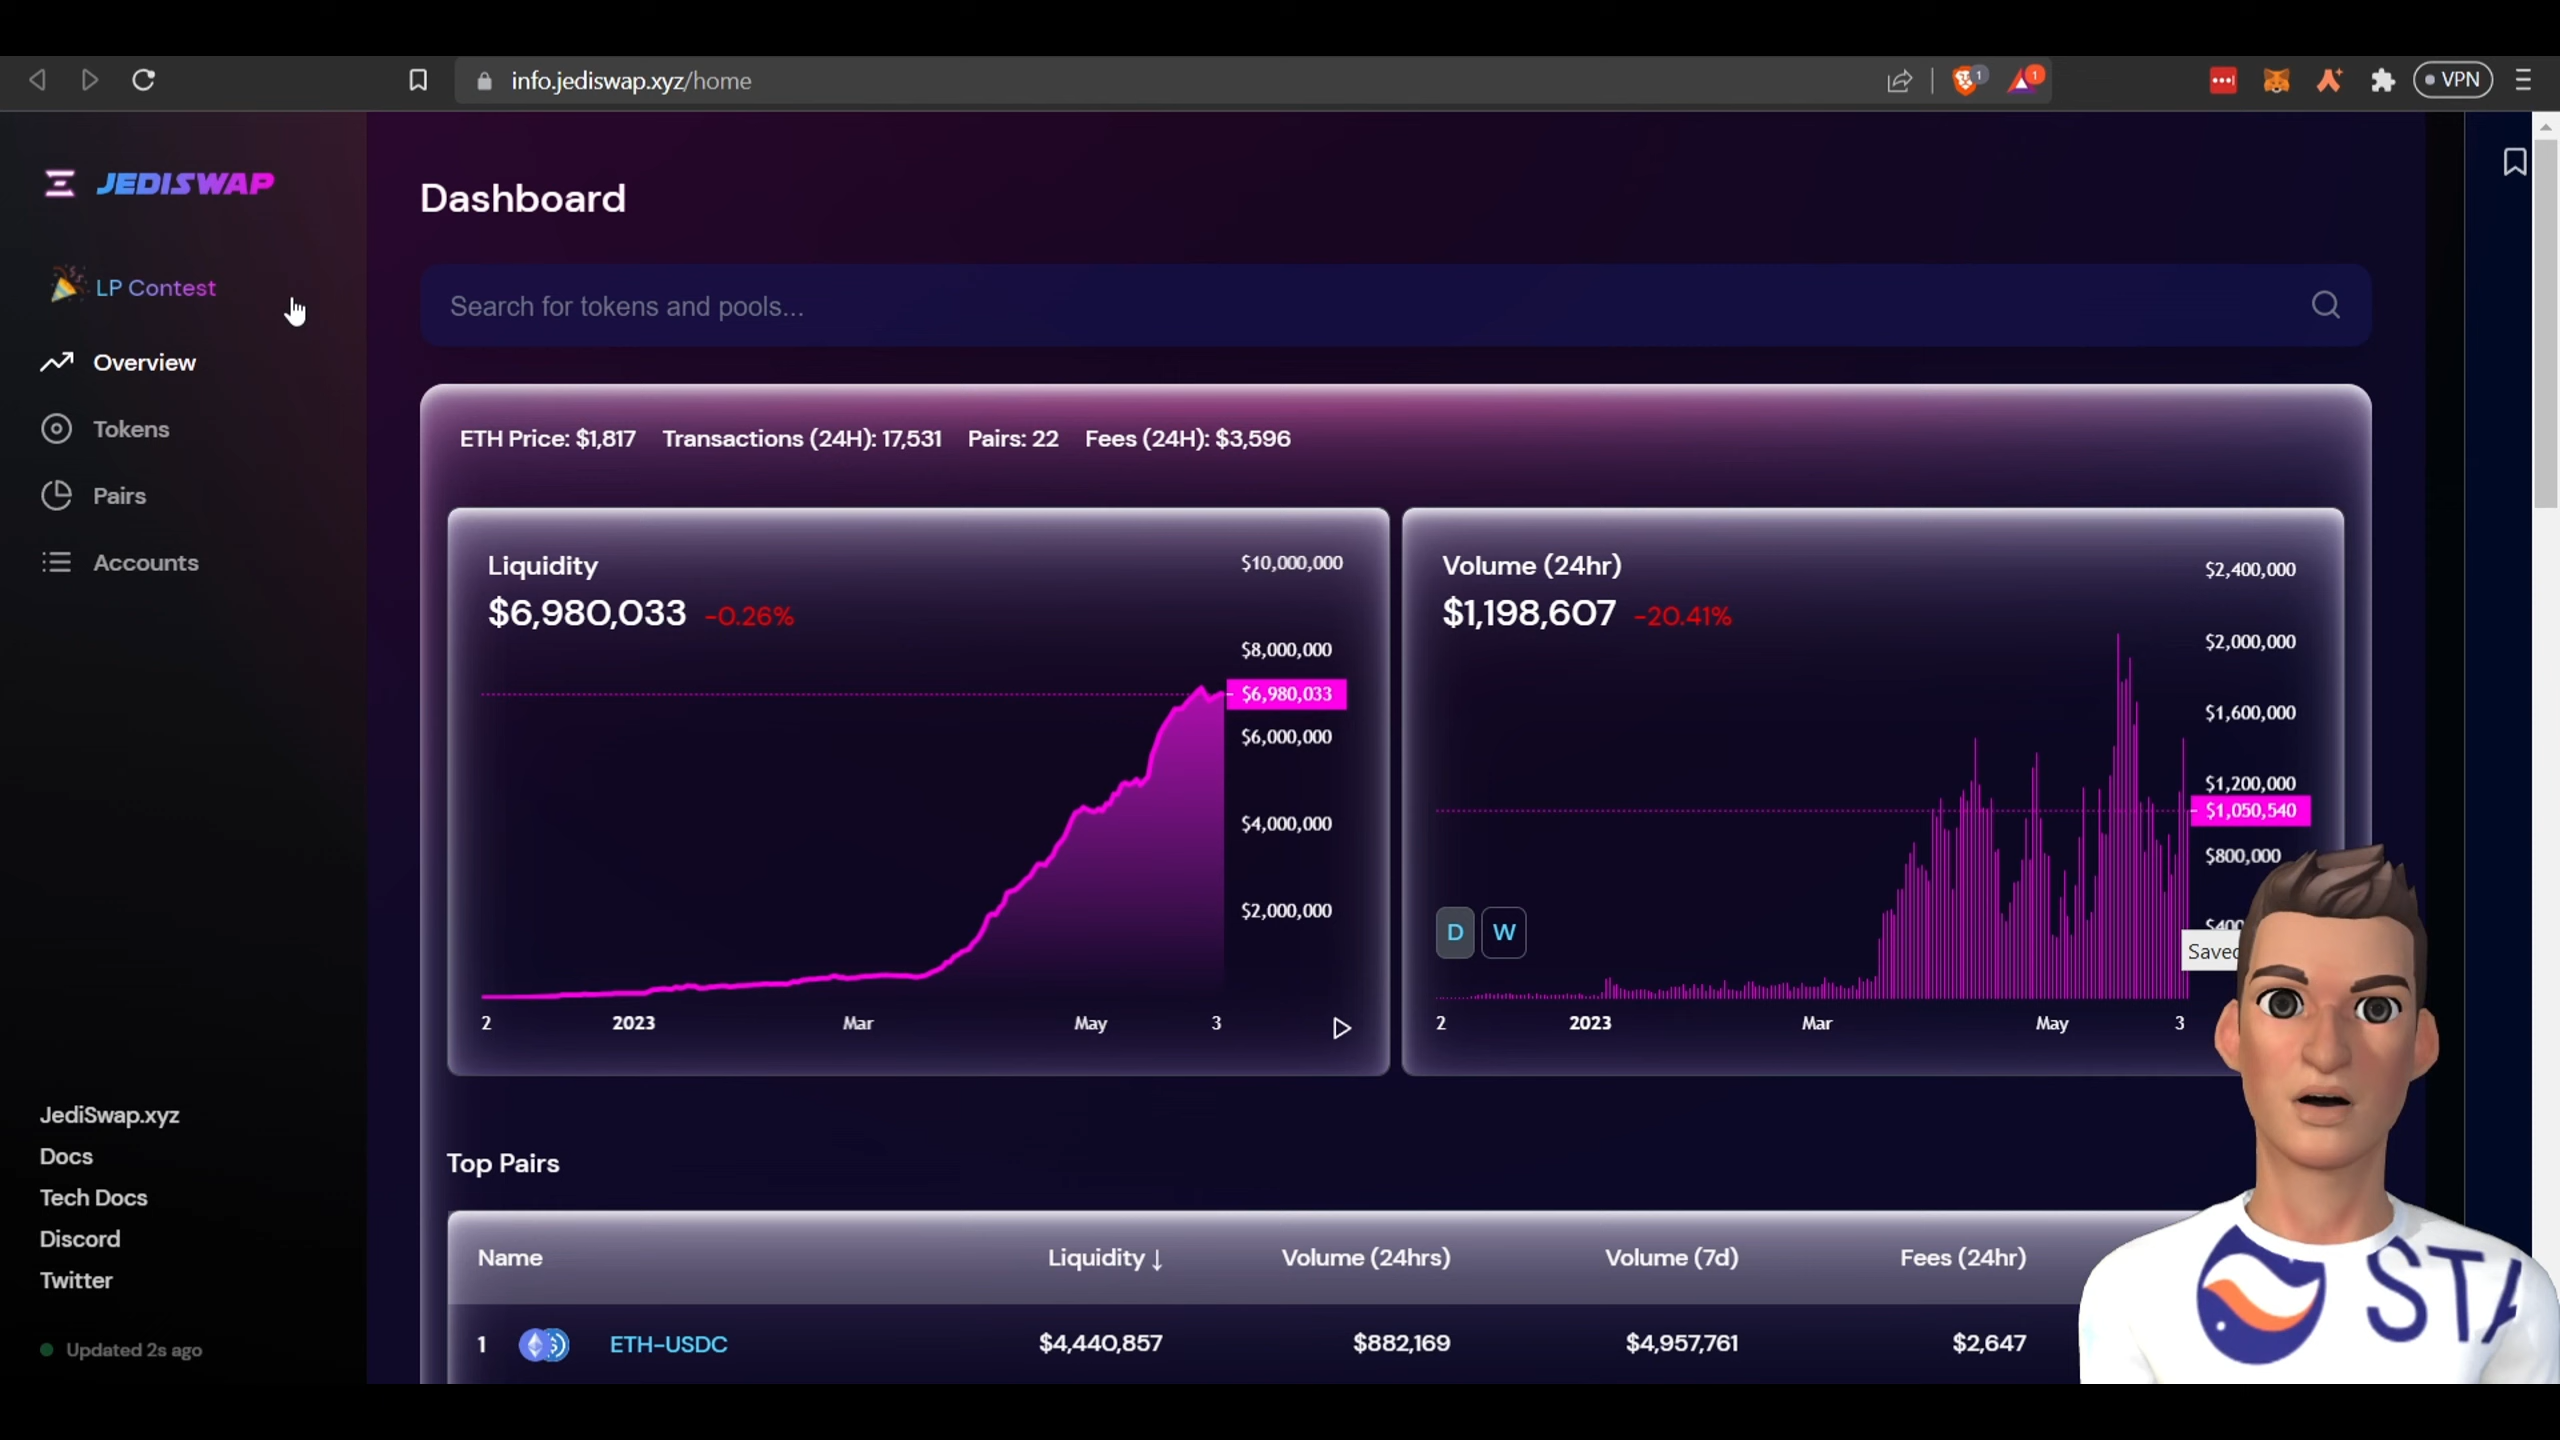 info.jediswap.xyz/home
1
1
VPN
JEDISWAP
LP Contest
Overview
Tokens
Pairs
Accounts
JediSwap.xyz
Docs
Tech Docs
Discord
Twitter
Updated 2s ago
Dashboard
Search for tokens and pools...
ETH Price: $1,817 Transactions (24H): 17,531 Pairs: 22 Fees (24H): $3,596
Liquidity
$6,980,033 -0.26%
$10,000,000
$8,000,000
$6,980,033
$6,000,000
$4,000,000
$2,000,000
2 2023 Mar May 3
Volume (24hr)
$1,198,607 -20.41%
$2,400,000
$2,000,000
$1,600,000
$1,200,000
$1,050,540
$800,000
D W
2 2023 Mar May 3
Top Pairs
Name Liquidity ↓ Volume (24hrs) Volume (7d) Fees (24hr)
1 ETH-USDC $4,440,857 $882,169 $4,957,761 $2,647
STA